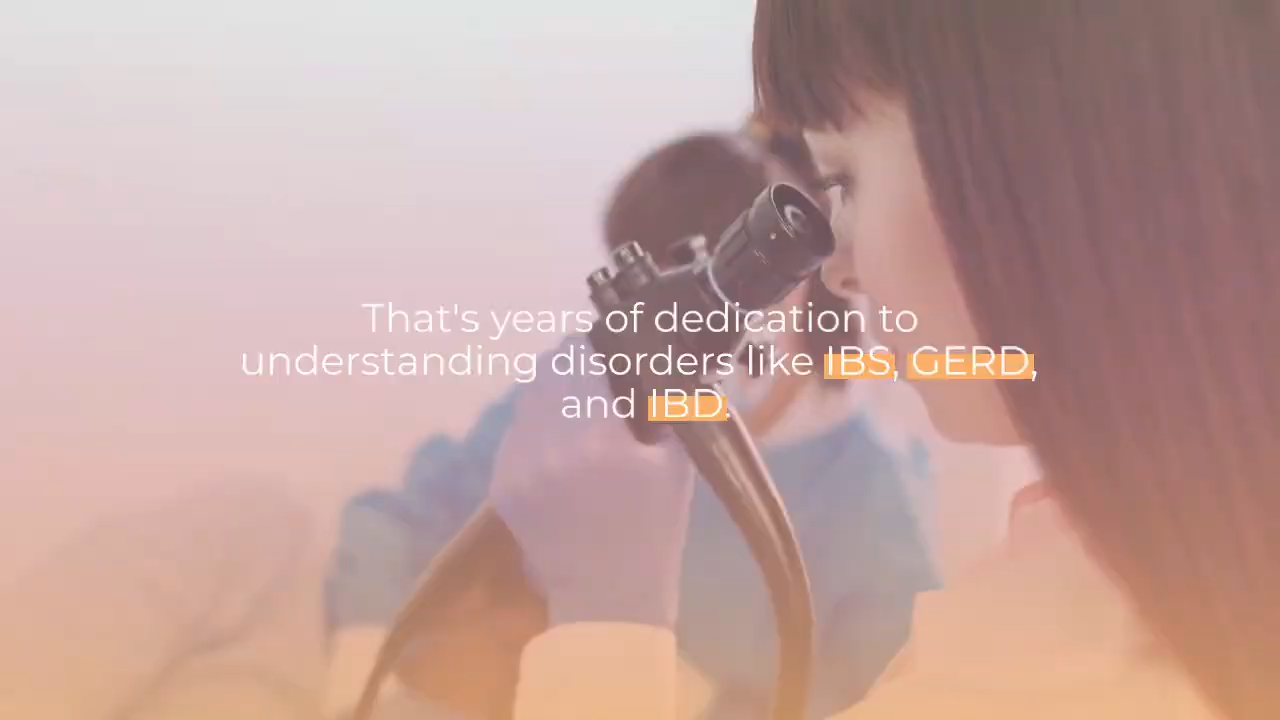 That's years of dedication to
understanding disorders like IBS, GERD,
and IBD.